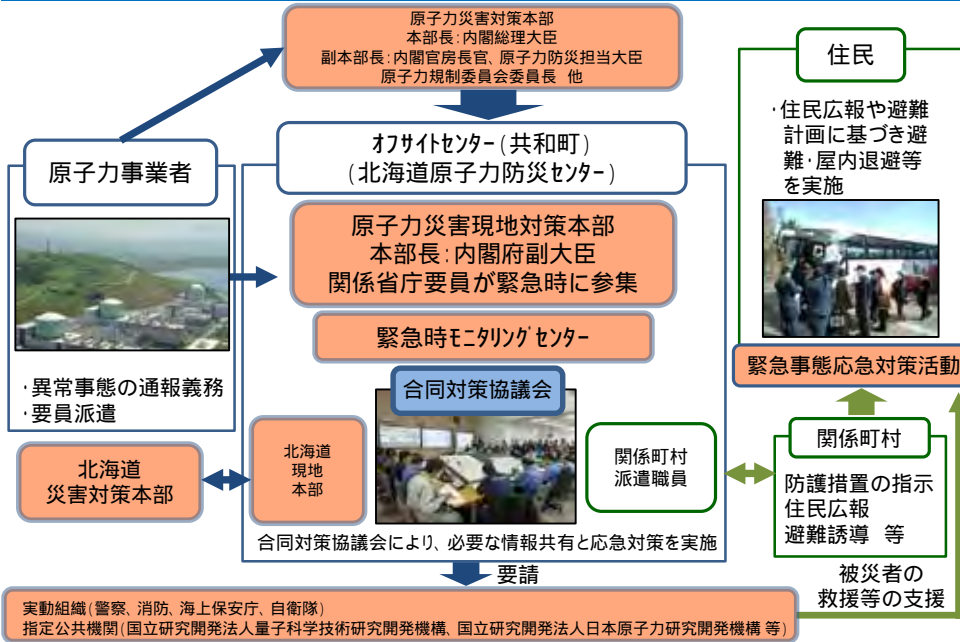 原子力災害対策本部
本部長:内閣総理大臣
副本部長:内閣官房長官、原子力防災担当大臣
原子力規制委員会委員長 他
住民
・住民広報や避難
計画に基づき避
難・屋内退避等
を実施
緊急事態応急対策活動
原子力事業者
・異常事態の通報義務
・要員派遣
オフサイトセンター(共和町)
(北海道原子力防災センター)
原子力災害現地対策本部
本部長:内閣府副大臣
関係省庁要員が緊急時に参集
緊急時モニタリングセンター
合同対策協議会
北海道
災害対策本部
北海道
現地
本部
関係町村
派遣職員
関係町村
防護措置の指示
住民広報
避難誘導 等
合同対策協議会により、必要な情報共有と応急対策を実施
要請
被災者の
救援等の支援
実動組織(警察、消防、海上保安庁、自衛隊)
指定公共機関(国立研究開発法人量子科学技術研究開発機構、国立研究開発法人日本原子力研究開発機構 等)